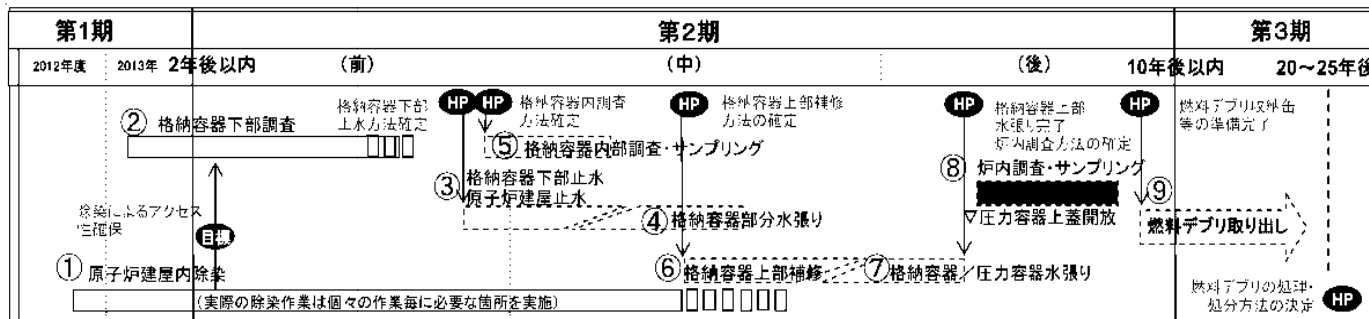 第1期
第2期
第3期
2012年度
2013年
2年後以内
(前)
(中)
(後)
10年後以内
20～25年後
② 格納容器下部調査
格納容器下部
止水方法確定
HP
HP
格納容器内調査
方法確定
⑤ 格納容器内部調査・サンプリング
HP
格納容器上部補修
方法の確定
HP
格納容器上部
水張り完了
炉内調査方法の確定
HP
燃料デブリ収納缶
等の準備完了
③ 格納容器下部止水
原子炉建屋止水
④ 格納容器部分水張り
⑧ 炉内調査・サンプリング
▽圧力容器上蓋開放
⑨
燃料デブリ取り出し
除染によるアクセス
性確保
目標
① 原子炉建屋内除染
(実際の除染作業は個々の作業毎に必要な箇所を実施)
⑥ 格納容器上部補修
⑦ 格納容器／圧力容器水張り
燃料デブリの処理・
処分方法の決定
HP